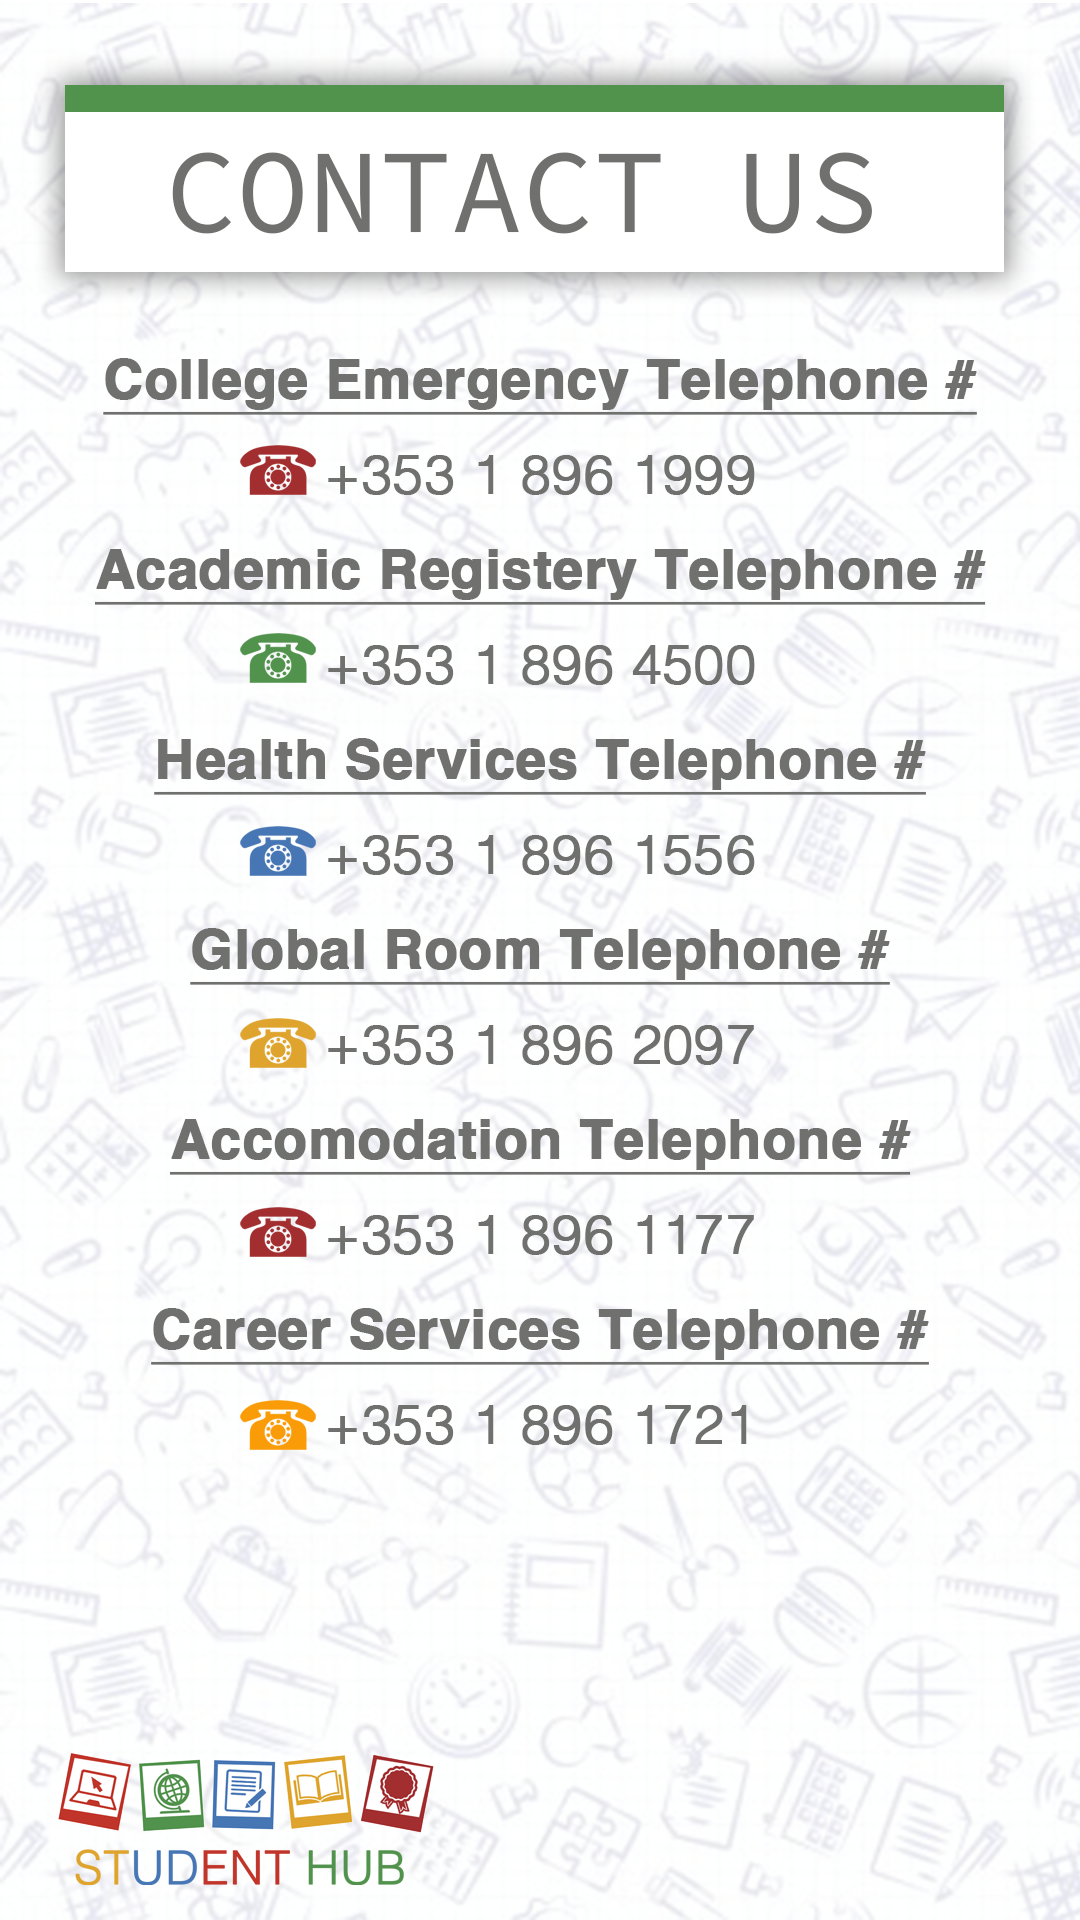 CONTACT US
College Emergency Telephone #
☎+353 1 896 1999
Academic Registery Telephone #
☎+353 1 896 4500
Health Services Telephone #
☎+353 1 896 1556
Global Room Telephone #
☎+353 1 896 2097
Accomodation Telephone #
☎+353 1 896 1177
Career Services Telephone #
☎+353 1 896 1721
STUDENT HUB